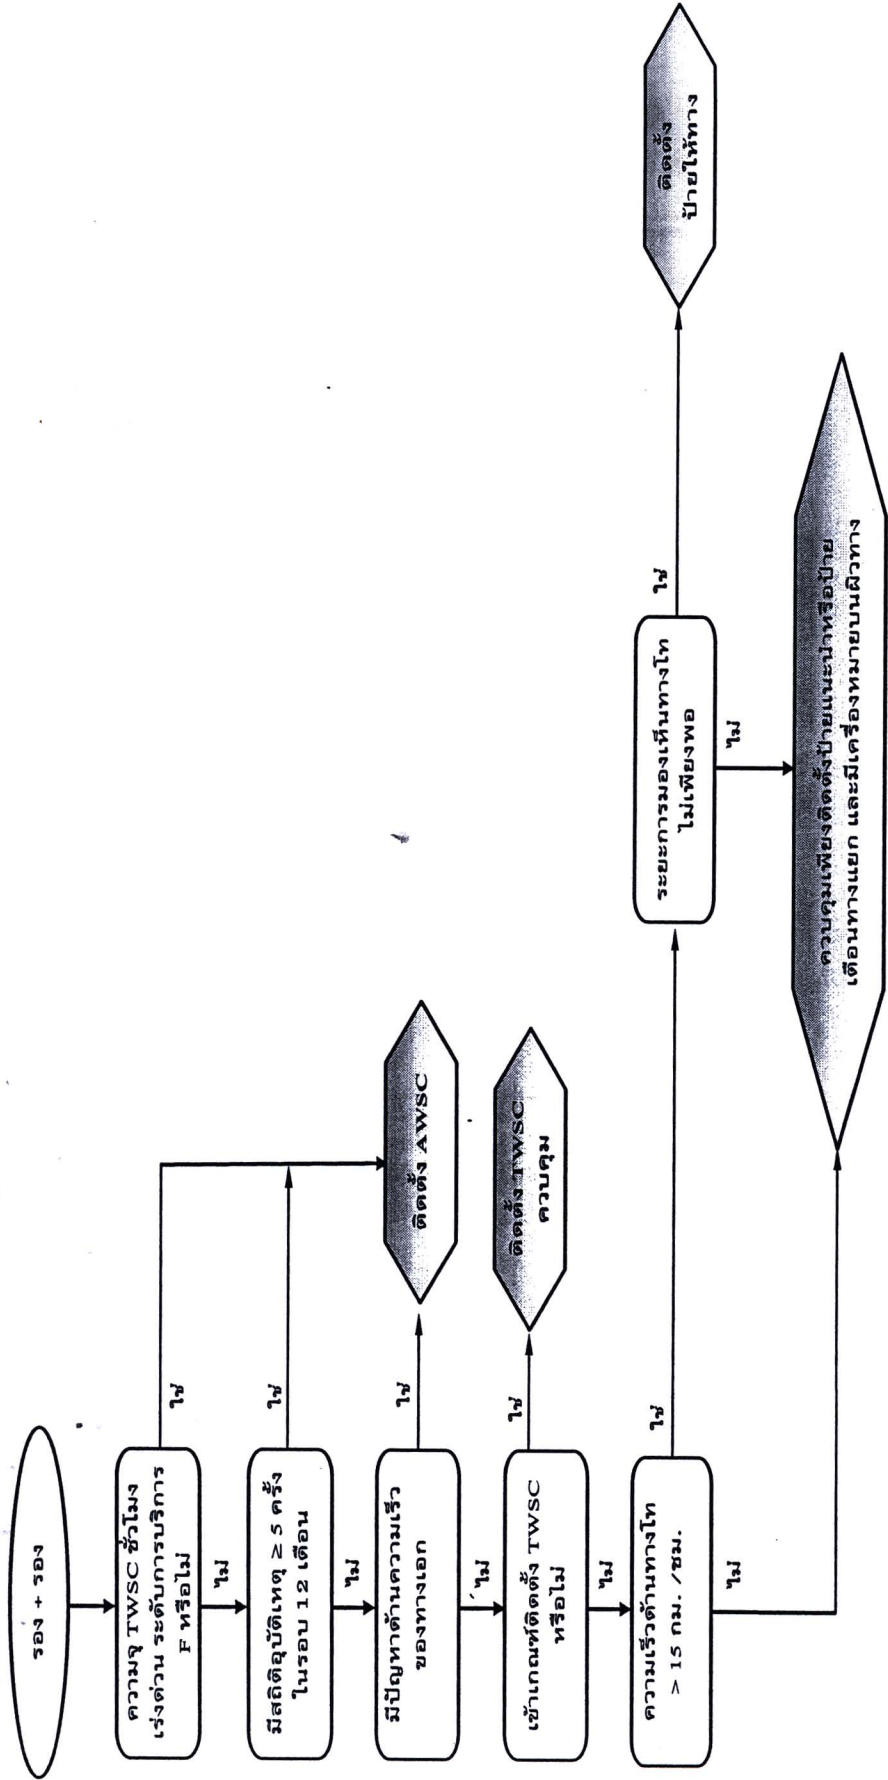 รอง + รอง
ความจุ TWSC ชั่วโมง
เร่งด่วน ระดับการบริการ
F หรือไม่
ใช่
ไม่
มีสถิติอุบัติเหตุ ≥ 5 ครั้ง
ในรอบ 12 เดือน
ใช่
ไม่
มีปัญหาด้านความเร็ว
ของทางเอก
ใช่
ติดตั้ง AWSC
ไม่
เข้าเกณฑ์ติดตั้ง TWSC
หรือไม่
ใช่
ติดตั้ง TWSC
ควบคุม
ไม่
ความเร็วด้านทางโท
> 15 กม. /ชม.
ใช่
ไม่
ระยะการมองเห็นทางโท
ไม่เพียงพอ
ใช่
ติดตั้ง
ป้ายให้ทาง
ไม่
ควบคุมเพียงติดตั้งป้ายแนะนำหรือป้าย
เตือนทางแยก และมีเครื่องหมายบนผิวทาง